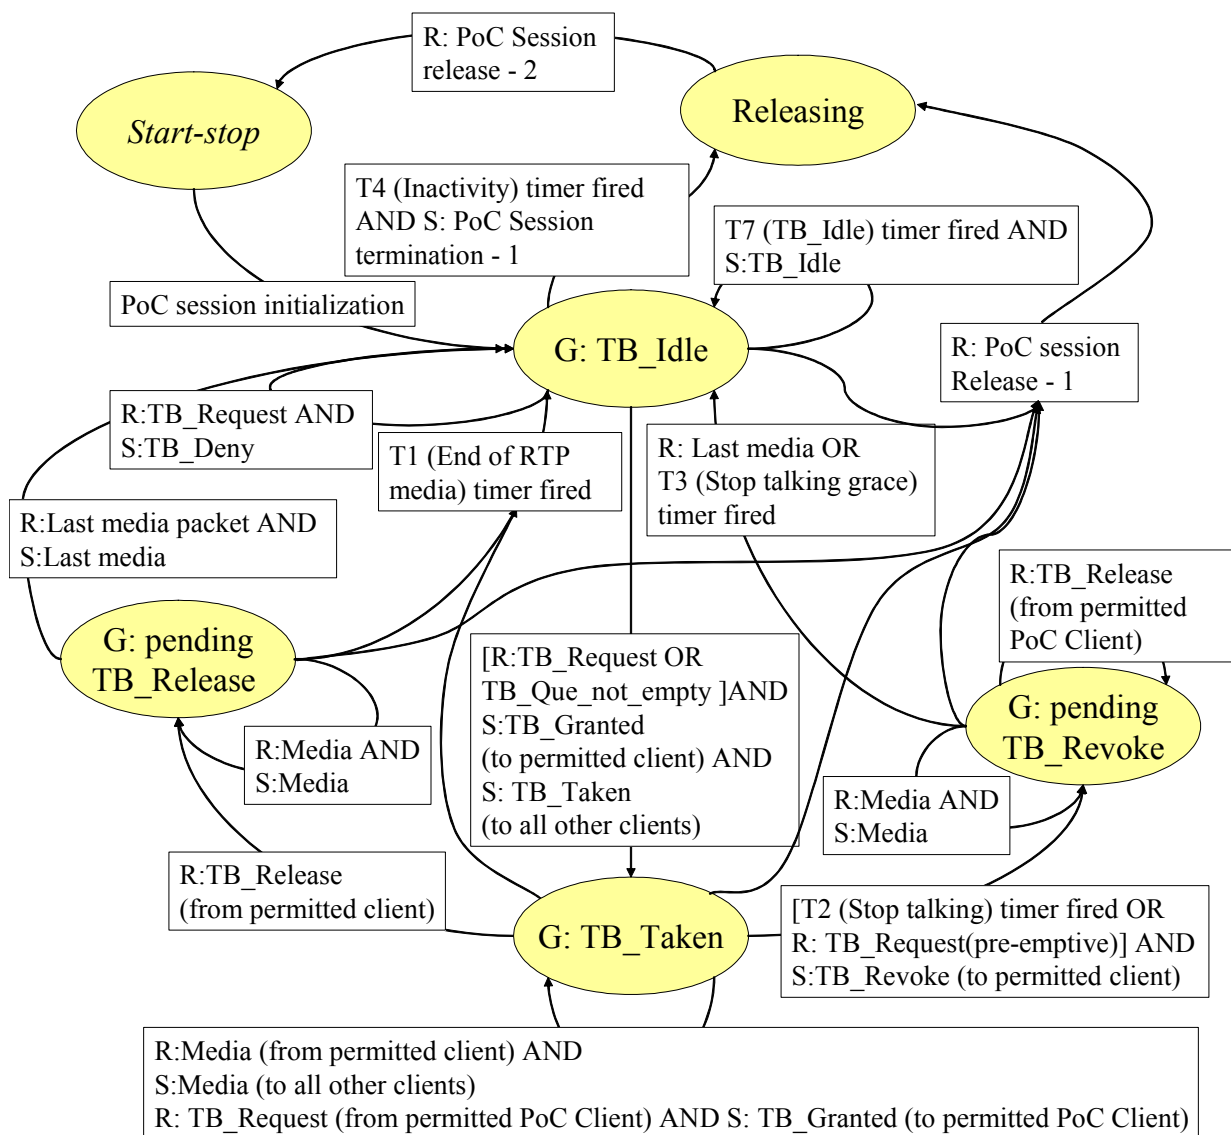 R: PoC Session
release - 2
Start-stop
Releasing
T4 (Inactivity) timer fired
AND S: PoC Session
termination - 1
T7 (TB_Idle) timer fired AND
S:TB_Idle
PoC session initialization
G: TB_Idle
R: PoC session
Release - 1
R:TB_Request AND
S:TB_Deny
T1 (End of RTP
media) timer fired
R: Last media OR
T3 (Stop talking grace)
timer fired
R:Last media packet AND
S:Last media
R:TB_Release
(from permitted
PoC Client)
G: pending
TB_Release
[R:TB_Request OR
TB_Que_not_empty ]AND
S:TB_Granted
(to permitted client) AND
S: TB_Taken
(to all other clients)
G: pending
TB_Revoke
R:Media AND
S:Media
R:Media AND
S:Media
R:TB_Release
(from permitted client)
G: TB_Taken
[T2 (Stop talking) timer fired OR
R: TB_Request(pre-emptive)] AND
S:TB_Revoke (to permitted client)
R:Media (from permitted client) AND
S:Media (to all other clients)
R: TB_Request (from permitted PoC Client) AND S: TB_Granted (to permitted PoC Client)